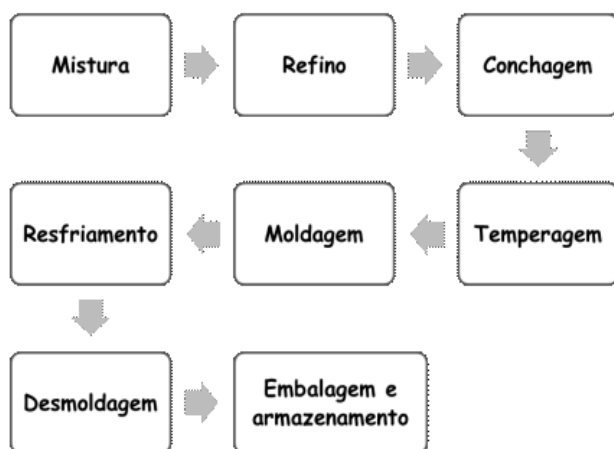 Mistura
Refino
Conchagem
Temperagem
Moldagem
Resfriamento
Desmoldagem
Embalagem e
armazenamento